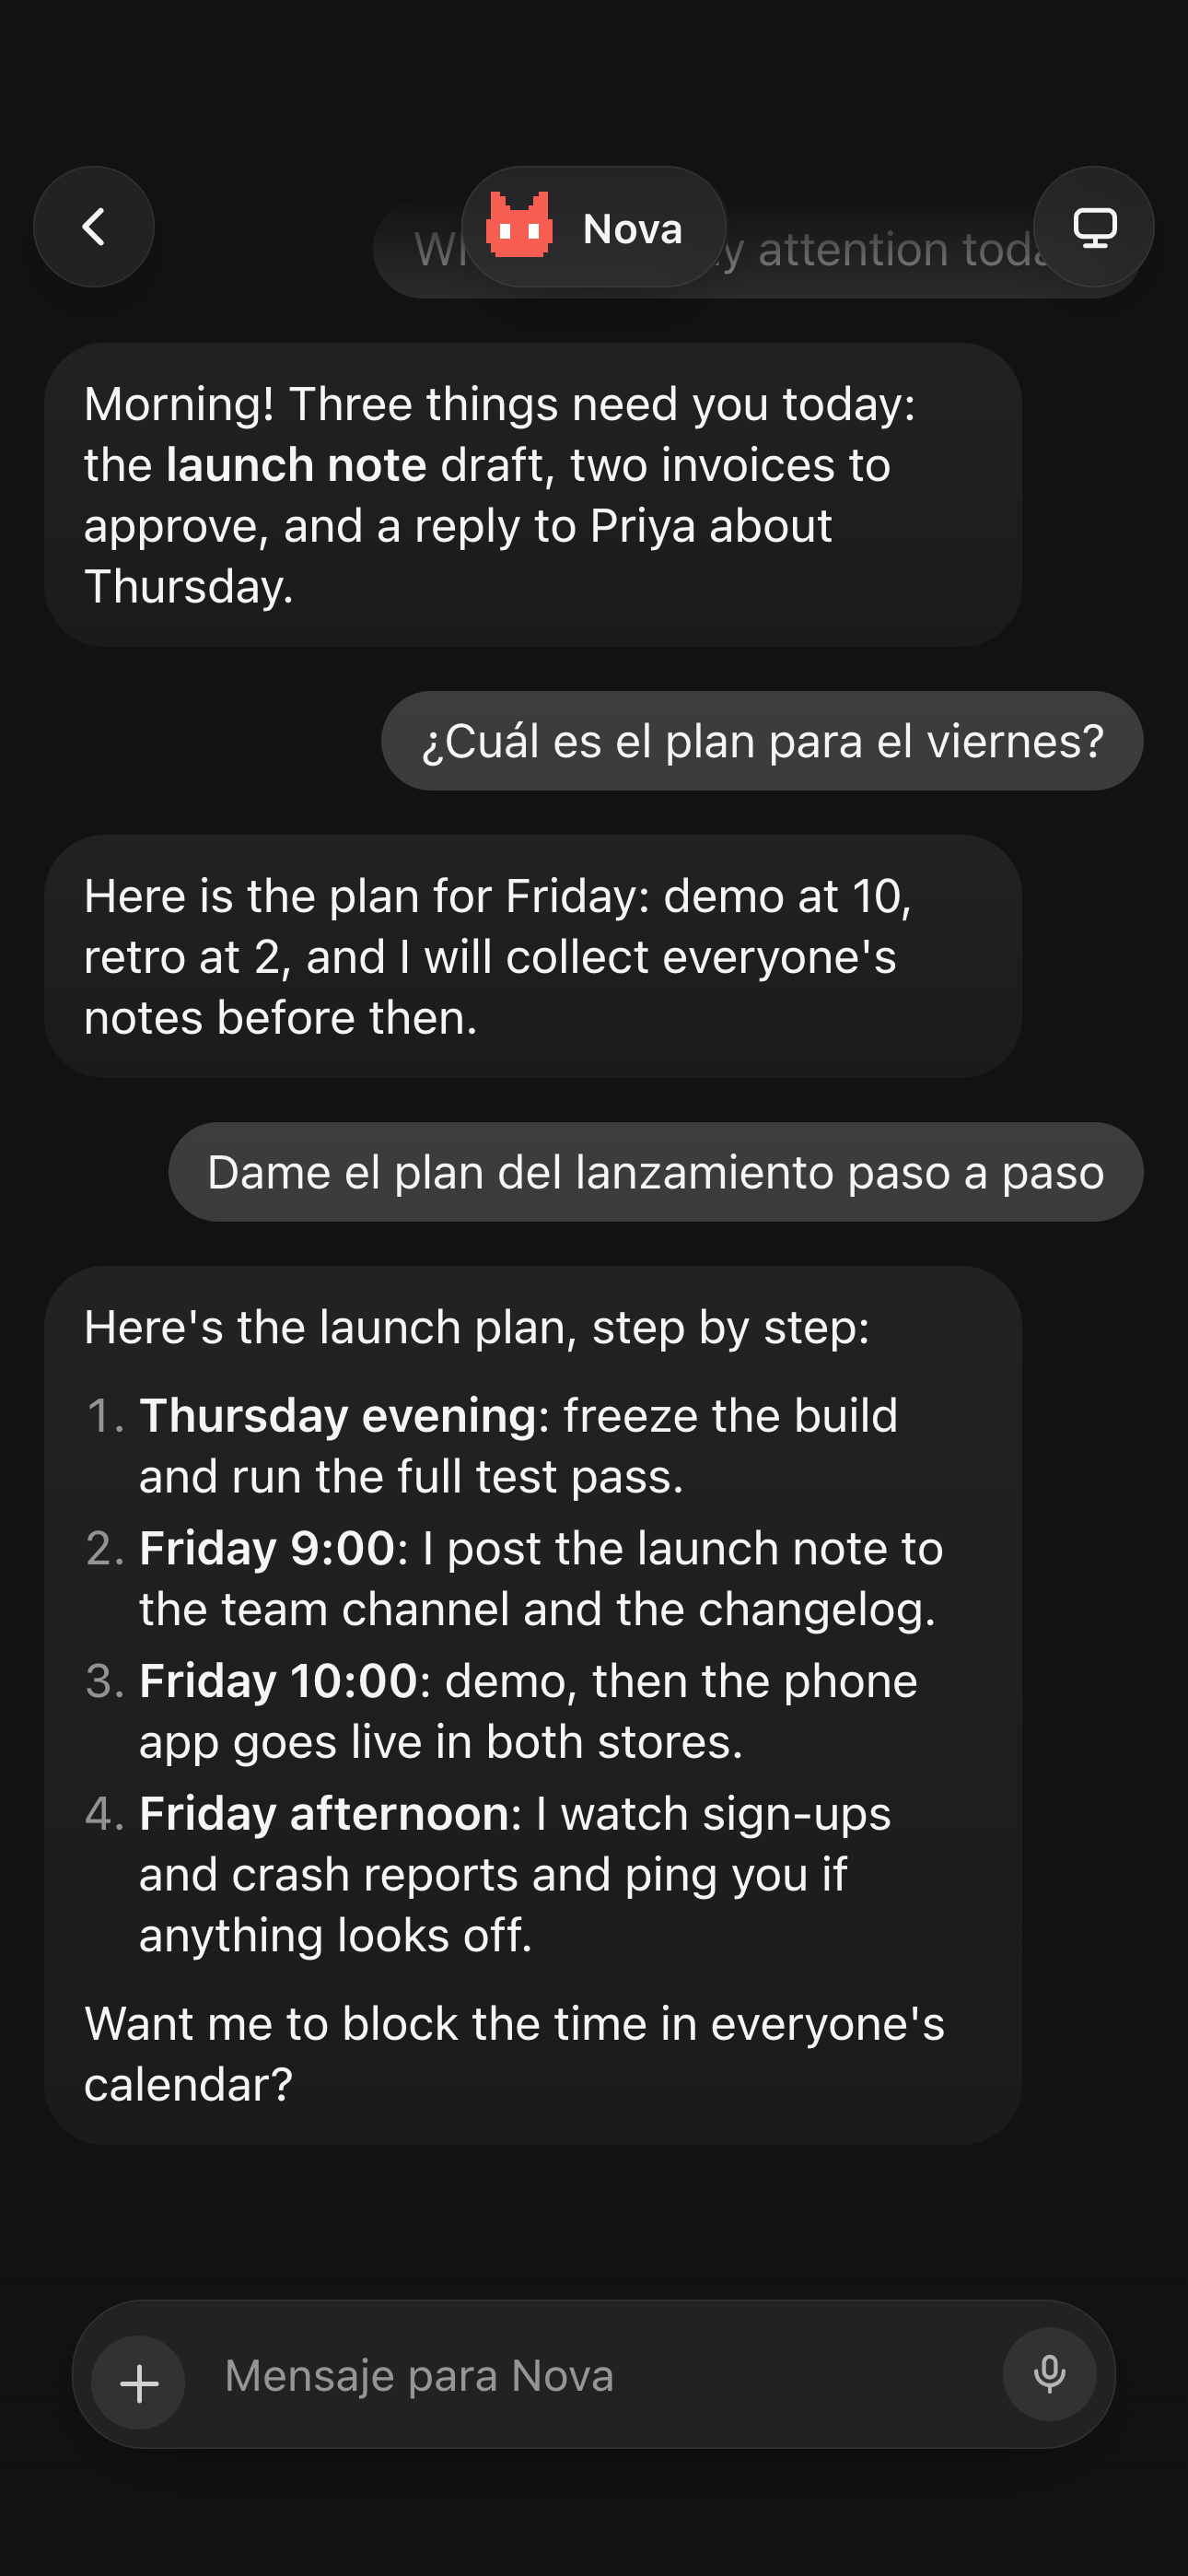 Nova
attention
Morning! Three things need you today:
the launch note draft, two invoices to
approve, and a reply to Priya about
Thursday.
¿Cuál es el plan para el viernes?
Here is the plan for Friday: demo at 10,
retro at 2, and I will collect everyone's
notes before then.
Dame el plan del lanzamiento paso a paso
Here's the launch plan, step by step:
1. Thursday evening: freeze the build
and run the full test pass.
2. Friday 9:00: I post the launch note to
the team channel and the changelog.
3. Friday 10:00: demo, then the phone
app goes live in both stores.
4. Friday afternoon: I watch sign-ups
and crash reports and ping you if
anything looks off.
Want me to block the time in everyone's
calendar?
Mensaje para Nova